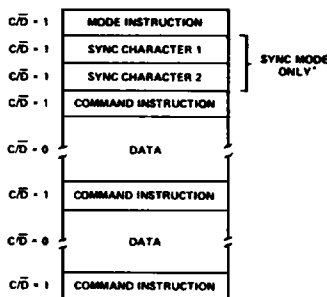 C/D̅ = 1 MODE INSTRUCTION
C/D̅ = 1 SYNC CHARACTER 1
C/D̅ = 1 SYNC CHARACTER 2
SYNC MODE
ONLY*
C/D̅ = 1 COMMAND INSTRUCTION
C/D̅ = 0 DATA
C/D̅ = 1 COMMAND INSTRUCTION
C/D̅ = 0 DATA
C/D̅ = 1 COMMAND INSTRUCTION